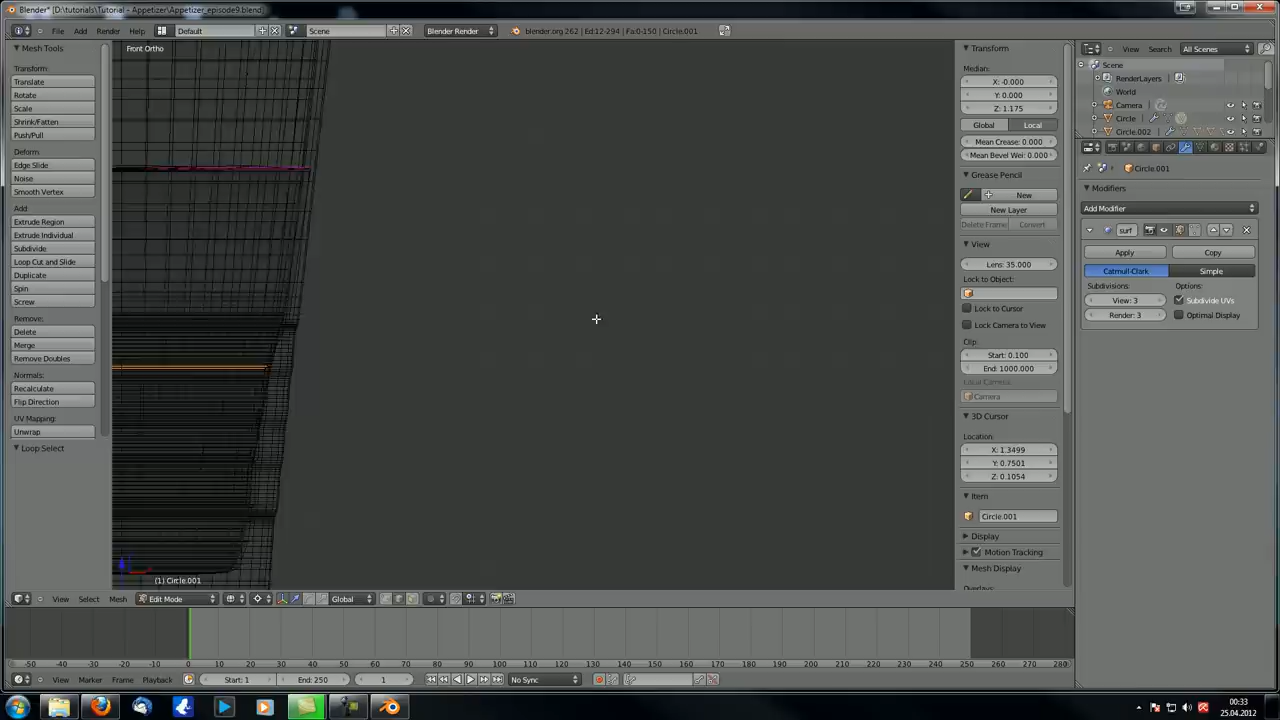 Blender* [D:\tutorials\Tutorial - Appetizer\Appetizer_episode9.blend]
File Add Render Help Default Scene Blender Render blender.org 262 | Ed:12-294 | Fa:0-150 | Circle.001
Mesh Tools
Transform:
Translate
Rotate
Scale
Shrink/Fatten
Push/Pull
Deform:
Edge Slide
Noise
Smooth Vertex
Add:
Extrude Region
Extrude Individual
Subdivide
Loop Cut and Slide
Duplicate
Spin
Screw
Remove:
Delete
Merge
Remove Doubles
Normals:
Recalculate
Flip Direction
UV Mapping:
Unwrap
Loop Select
Front Ortho
(1) Circle.001
View Select Mesh Edit Mode Global
Transform
Median:
X: -0.000
Y: 0.000
Z: 1.175
Global Local
Mean Crease: 0.000
Mean Bevel Wei: 0.000
Grease Pencil
New
New Layer
Delete Frame Convert
View
Lens: 35.000
Lock to Object:
Lock to Cursor
Lock Camera to View
Clip:
Start: 0.100
End: 1000.000
Local Camera:
Camera
3D Cursor
Location:
X: 1.3499
Y: 0.7501
Z: 0.1054
Item
Circle.001
Display
Motion Tracking
Mesh Display
Overlays:
View Search All Scenes
Scene
RenderLayers
World
Camera
Circle
Circle.002
Circle.001
Modifiers
Add Modifier
surf
Apply Copy
Catmull-Clark Simple
Subdivisions: Options:
View: 3 Subdivide UVs
Render: 3 Optimal Display
-50 -40 -30 -20 -10 0 10 20 30 40 50 60 70 80 90 100 110 120 130 140 150 160 170 180 190 200 210 220 230 240 250 260 270 280
View Marker Frame Playback Start: 1 End: 250 1 No Sync
00:33
25.04.2012